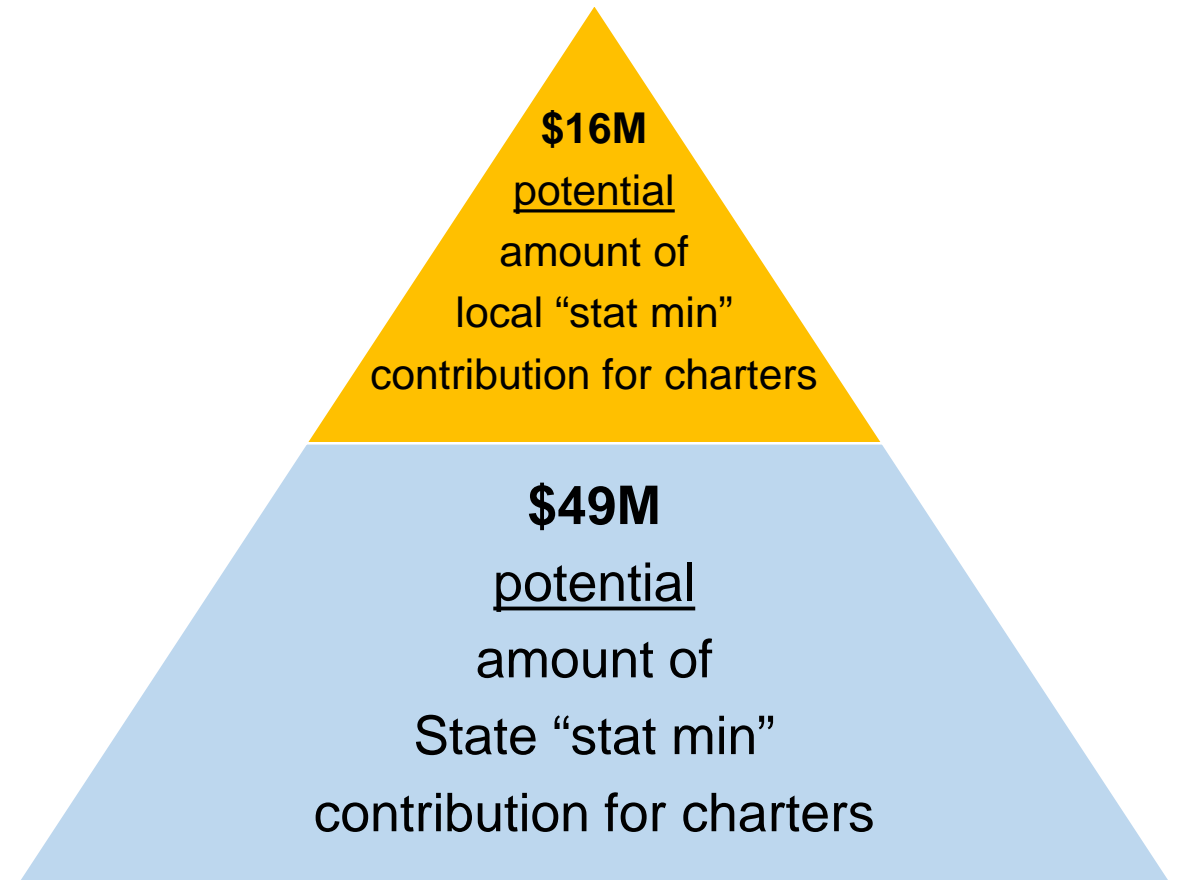 $16M
potential
amount of
local “stat min”
contribution for charters
$49M
potential
amount of
State “stat min”
contribution for charters